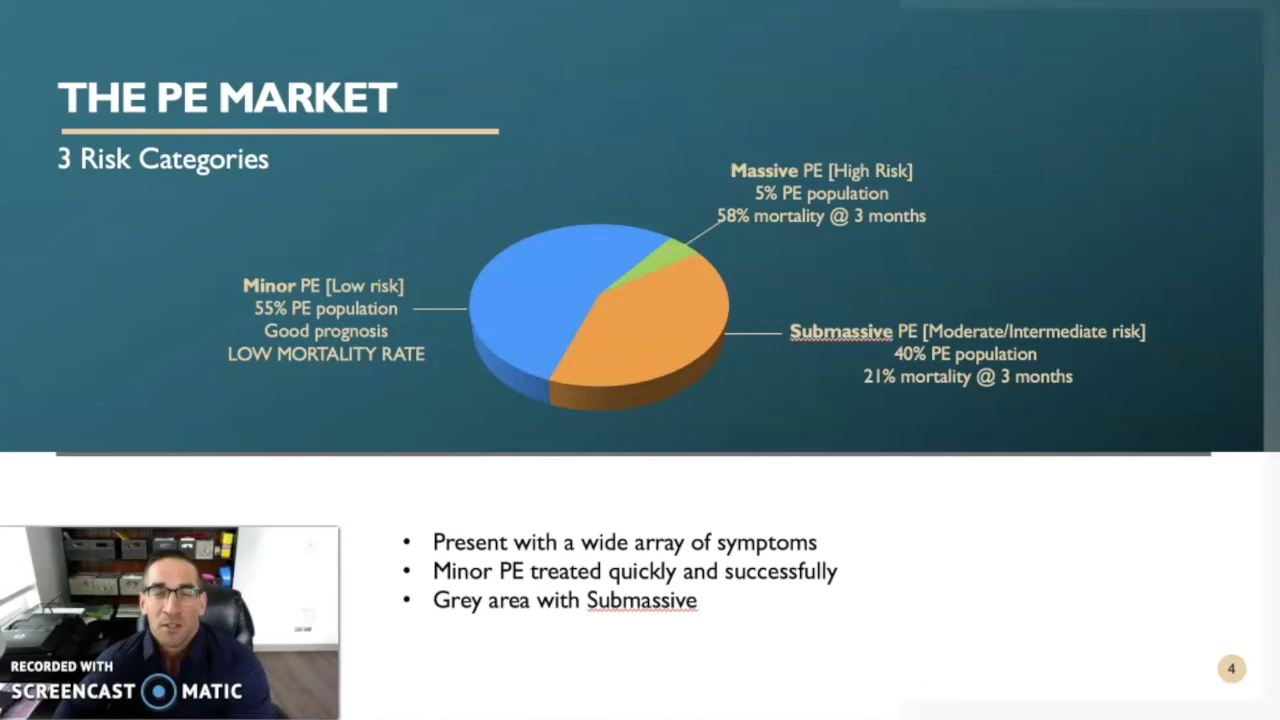 THE PE MARKET
3 Risk Categories
Massive PE [High Risk]
5% PE population
58% mortality @ 3 months
Minor PE [Low risk]
55% PE population
Good prognosis
LOW MORTALITY RATE
Submassive PE [Moderate/Intermediate risk]
40% PE population
21% mortality @ 3 months
• Present with a wide array of symptoms
• Minor PE treated quickly and successfully
• Grey area with Submassive
RECORDED WITH
SCREENCAST MATIC
4